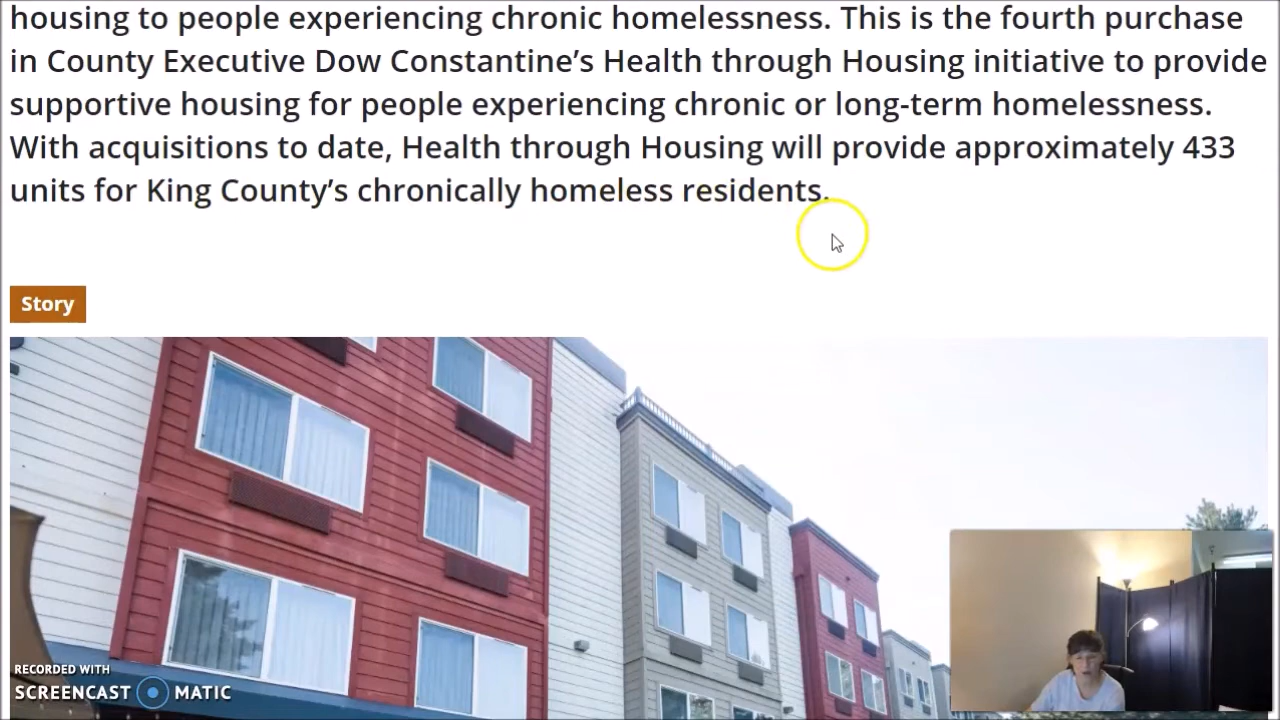 housing to people experiencing chronic homelessness. This is the fourth purchase
in County Executive Dow Constantine’s Health through Housing initiative to provide
supportive housing for people experiencing chronic or long-term homelessness.
With acquisitions to date, Health through Housing will provide approximately 433
units for King County’s chronically homeless residents.
Story
RECORDED WITH
SCREENCAST MATIC